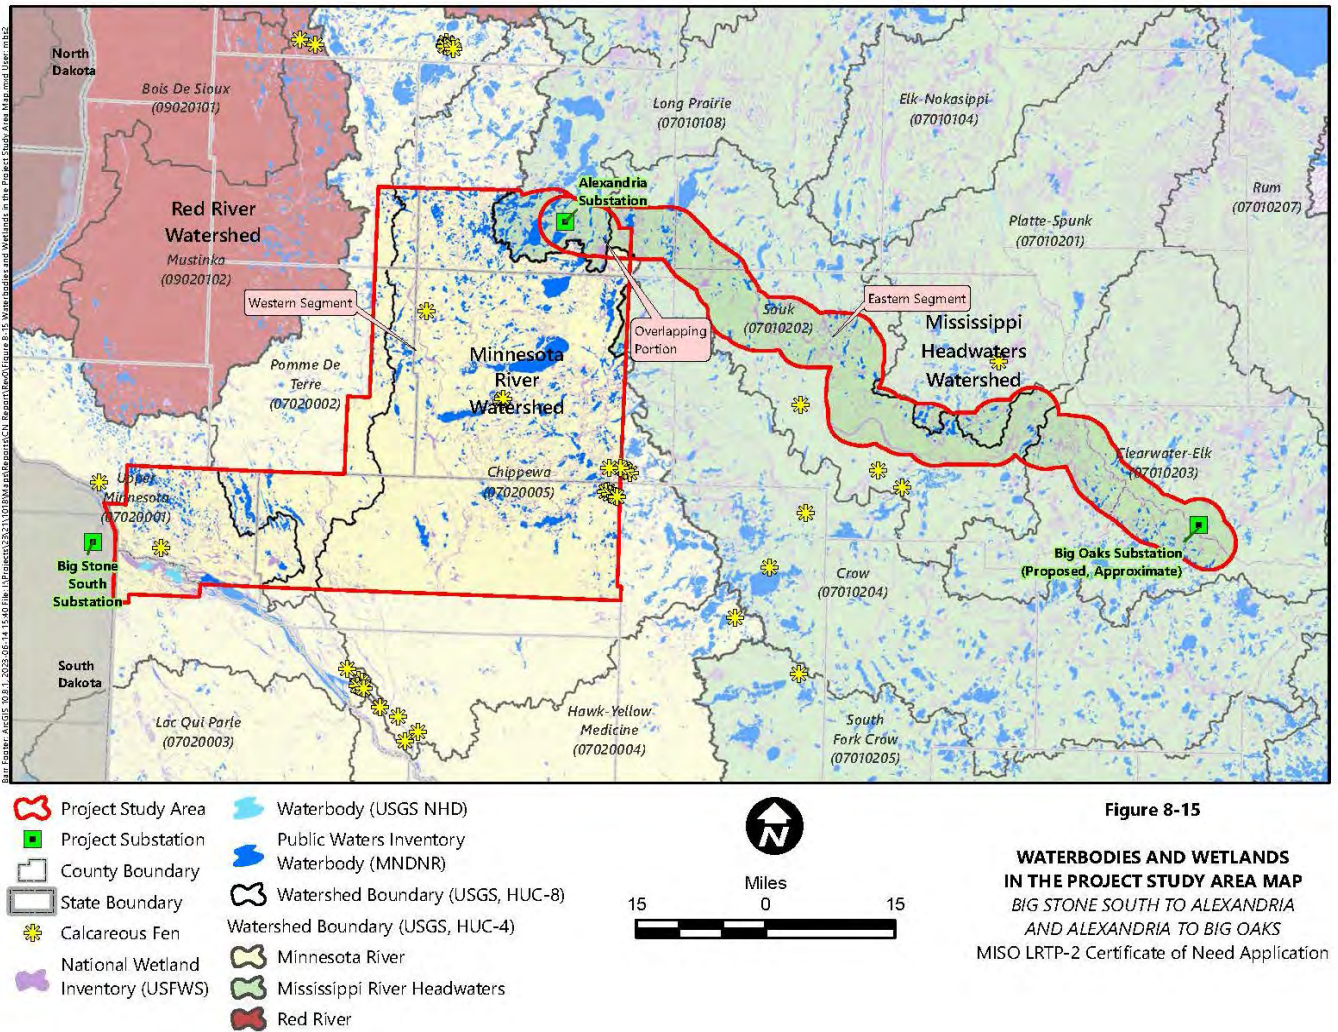 North
Dakota
Bois De Sioux
(09020101)
Long Prairie
(07010108)
Elk-Nokasippi
(07010104)
Rum
(07010207)
Alexandria
Substation
Red River
Watershed
Mustinka
(09020102)
Platte-Spunk
(07010201)
Western Segment
Eastern Segment
Sauk
(07010202)
Overlapping
Portion
Mississippi
Headwaters
Watershed
Minnesota
River
Watershed
Pomme De
Terre
(07020002)
Chippewa
(07020005)
Clearwater-Elk
(07010203)
Upper
Minnesota
(07020001)
Big Stone
South
Substation
Big Oaks Substation
(Proposed, Approximate)
Crow
(07010204)
South
Dakota
Lac Qui Parle
(07020003)
Hawk-Yellow
Medicine
(07020004)
South
Fork Crow
(07010205)
Project Study Area
Project Substation
County Boundary
State Boundary
Calcareous Fen
National Wetland
Inventory (USFWS)
Waterbody (USGS NHD)
Public Waters Inventory
Waterbody (MNDNR)
Watershed Boundary (USGS, HUC-8)
Watershed Boundary (USGS, HUC-4)
Minnesota River
Mississippi River Headwaters
Red River
N
Miles
15 0 15
Figure 8-15
WATERBODIES AND WETLANDS
IN THE PROJECT STUDY AREA MAP
BIG STONE SOUTH TO ALEXANDRIA
AND ALEXANDRIA TO BIG OAKS
MISO LRTP-2 Certificate of Need Application